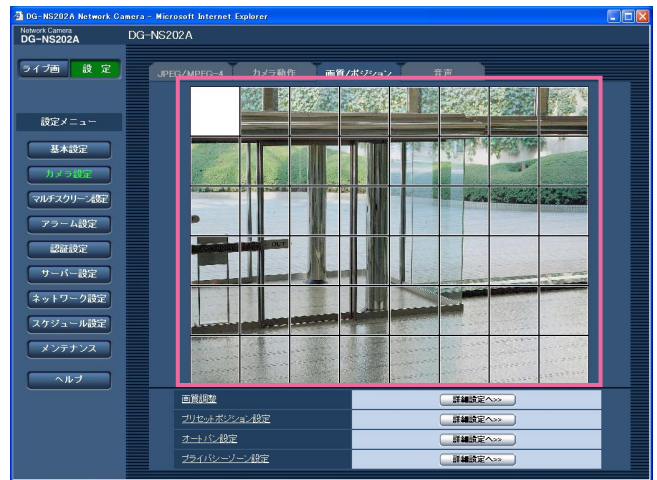 DG-NS202A Network Camera - Microsoft Internet Explorer
Network Camera
DG-NS202A
DG-NS202A
ライブ画 設 定
JPEG/MPEG-4 カメラ動作 画質/ポジション 音声
設定メニュー
基本設定
カメラ設定
マルチスクリーン設定
アラーム設定
認証設定
サーバー設定
ネットワーク設定
スケジュール設定
メンテナンス
ヘルプ
OUT
画質調整 詳細設定へ>>
プリセットポジション設定 詳細設定へ>>
オートパン設定 詳細設定へ>>
プライバシーゾーン設定 詳細設定へ>>